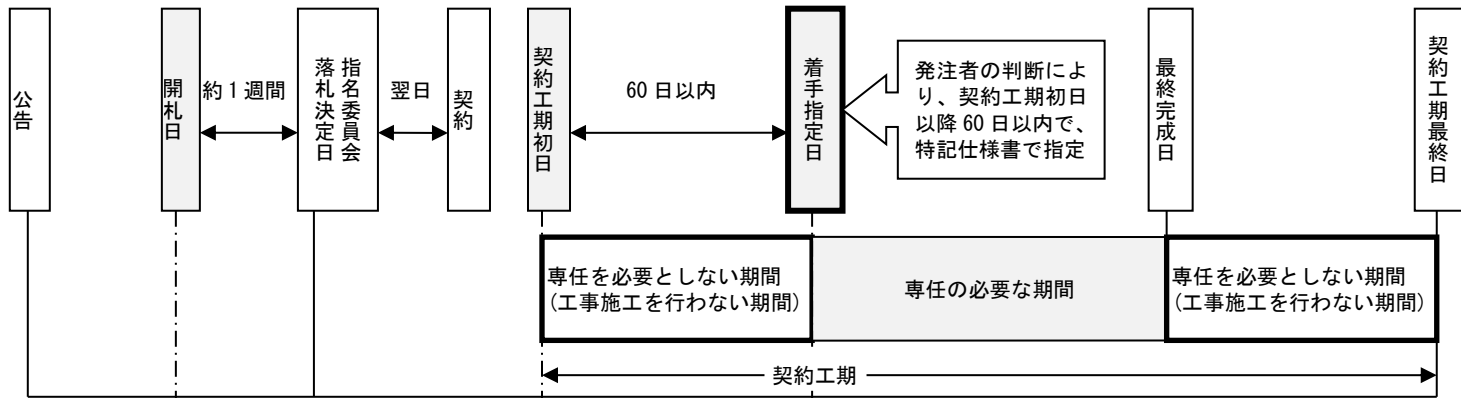 公告
開札日
約1週間
指名委員会
落札決定日
翌日
契約
契約工期初日
60日以内
着手指定日
発注者の判断によ
り、契約工期初日
以降60日以内で、
特記仕様書で指定
最終完成日
契約工期最終日
専任を必要としない期間
(工事施工を行わない期間)
専任の必要な期間
専任を必要としない期間
(工事施工を行わない期間)
契約工期